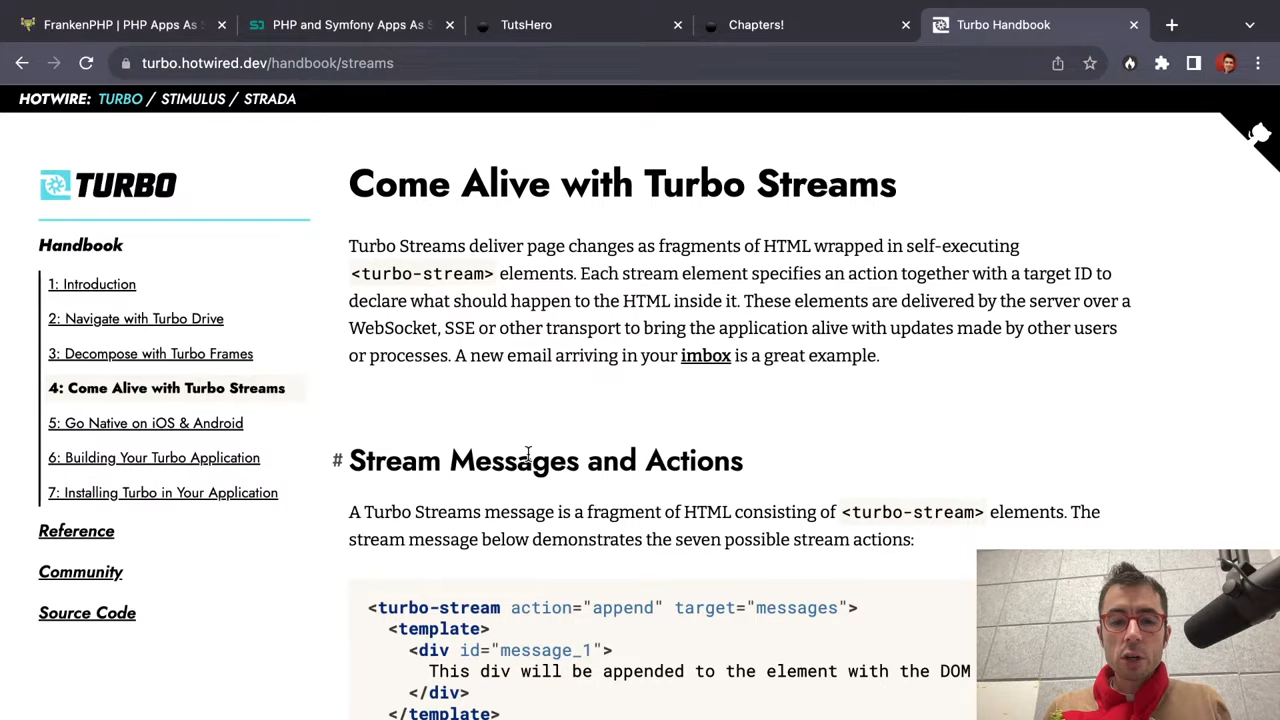 FrankenPHP | PHP Apps As
PHP and Symfony Apps As
TutsHero
Chapters!
Turbo Handbook
turbo.hotwired.dev/handbook/streams
HOTWIRE: TURBO / STIMULUS / STRADA
TURBO
Handbook
1: Introduction
2: Navigate with Turbo Drive
3: Decompose with Turbo Frames
4: Come Alive with Turbo Streams
5: Go Native on iOS & Android
6: Building Your Turbo Application
7: Installing Turbo in Your Application
Reference
Community
Source Code
Come Alive with Turbo Streams
Turbo Streams deliver page changes as fragments of HTML wrapped in self-executing
<turbo-stream> elements. Each stream element specifies an action together with a target ID to
declare what should happen to the HTML inside it. These elements are delivered by the server over a
WebSocket, SSE or other transport to bring the application alive with updates made by other users
or processes. A new email arriving in your imbox is a great example.
# Stream Messages and Actions
A Turbo Streams message is a fragment of HTML consisting of <turbo-stream> elements. The
stream message below demonstrates the seven possible stream actions:
<turbo-stream action="append" target="messages">
<template>
<div id="message_1">
This div will be appended to the element with the DOM
</div>
</template>